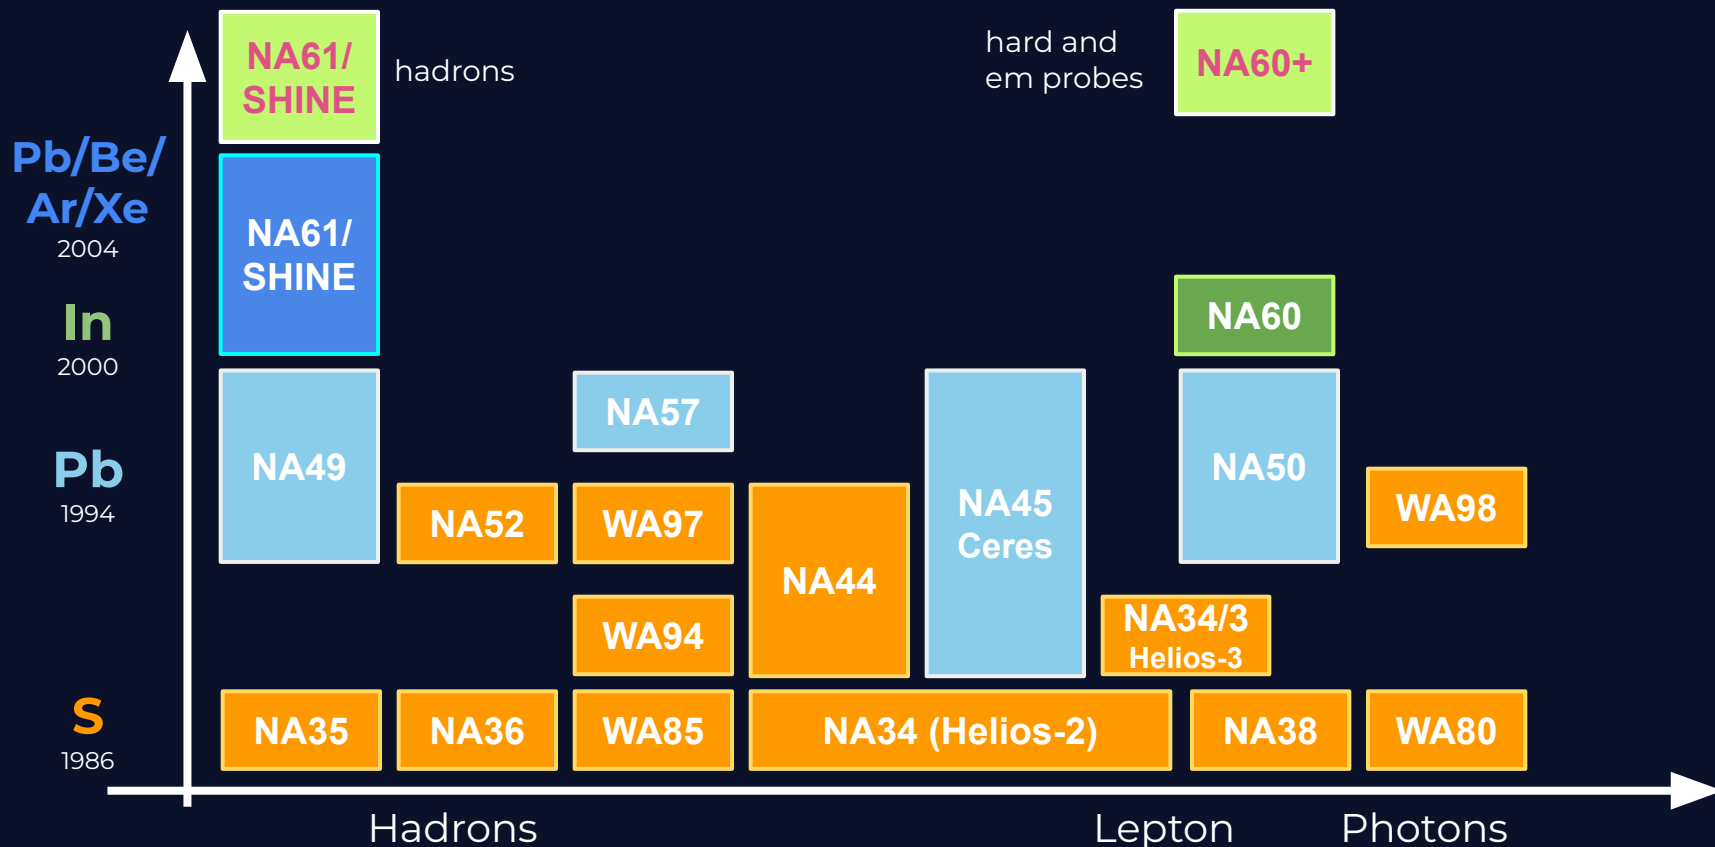 NA61/
SHINE
hadrons
hard and
em probes
NA60+
Pb/Be/
Ar/Xe
2004
NA61/
SHINE
In
2000
NA60
Pb
1994
NA49
NA57
NA52
WA97
NA44
NA45
Ceres
NA50
WA98
WA94
NA34/3
Helios-3
S
1986
NA35
NA36
WA85
NA34 (Helios-2)
NA38
WA80
Hadrons
Lepton
Photons